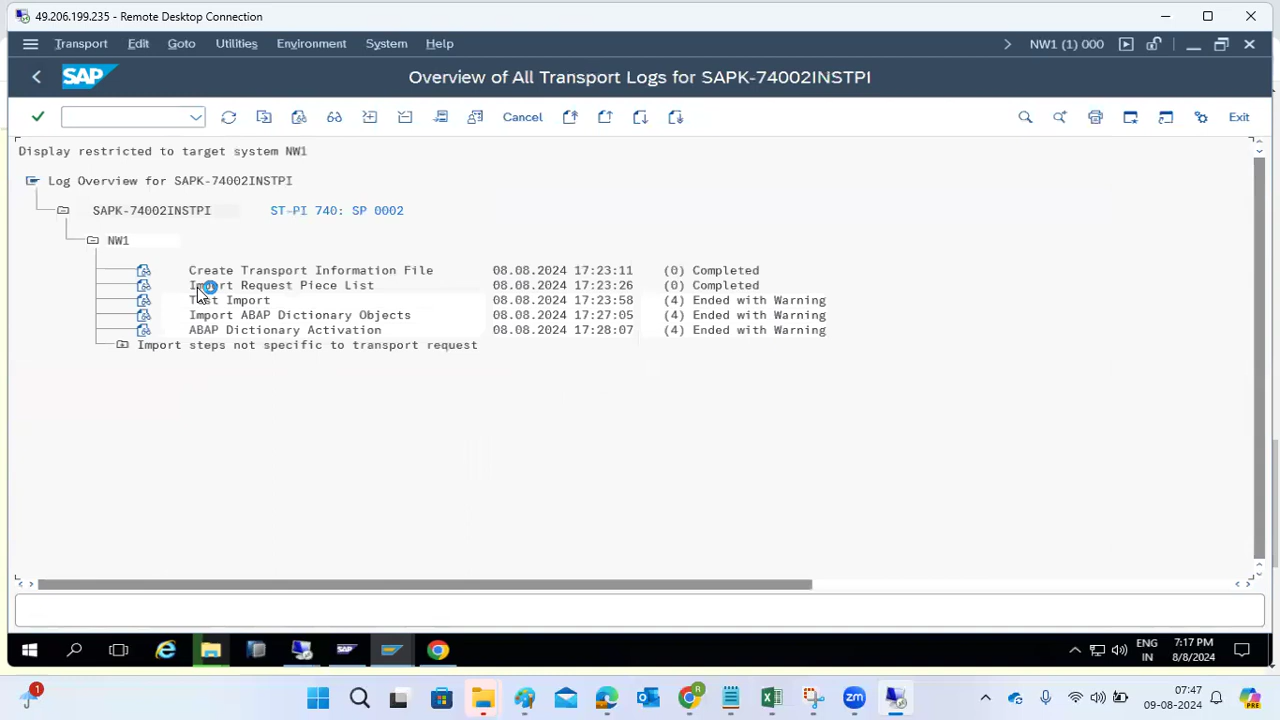 49.206.199.235 - Remote Desktop Connection
Transport Edit Goto Utilities Environment System Help NW1 (1) 000
SAP Overview of All Transport Logs for SAPK-74002INSTPI
Cancel Exit
Display restricted to target system NW1
Log Overview for SAPK-74002INSTPI
SAPK-74002INSTPI ST-PI 740: SP 0002
NW1
Create Transport Information File 08.08.2024 17:23:11 (0) Completed
Import Request Piece List 08.08.2024 17:23:26 (0) Completed
Test Import 08.08.2024 17:23:58 (4) Ended with Warning
Import ABAP Dictionary Objects 08.08.2024 17:27:05 (4) Ended with Warning
ABAP Dictionary Activation 08.08.2024 17:28:07 (4) Ended with Warning
Import steps not specific to transport request
ENG 7:17 PM
IN 8/8/2024
1 07:47
09-08-2024